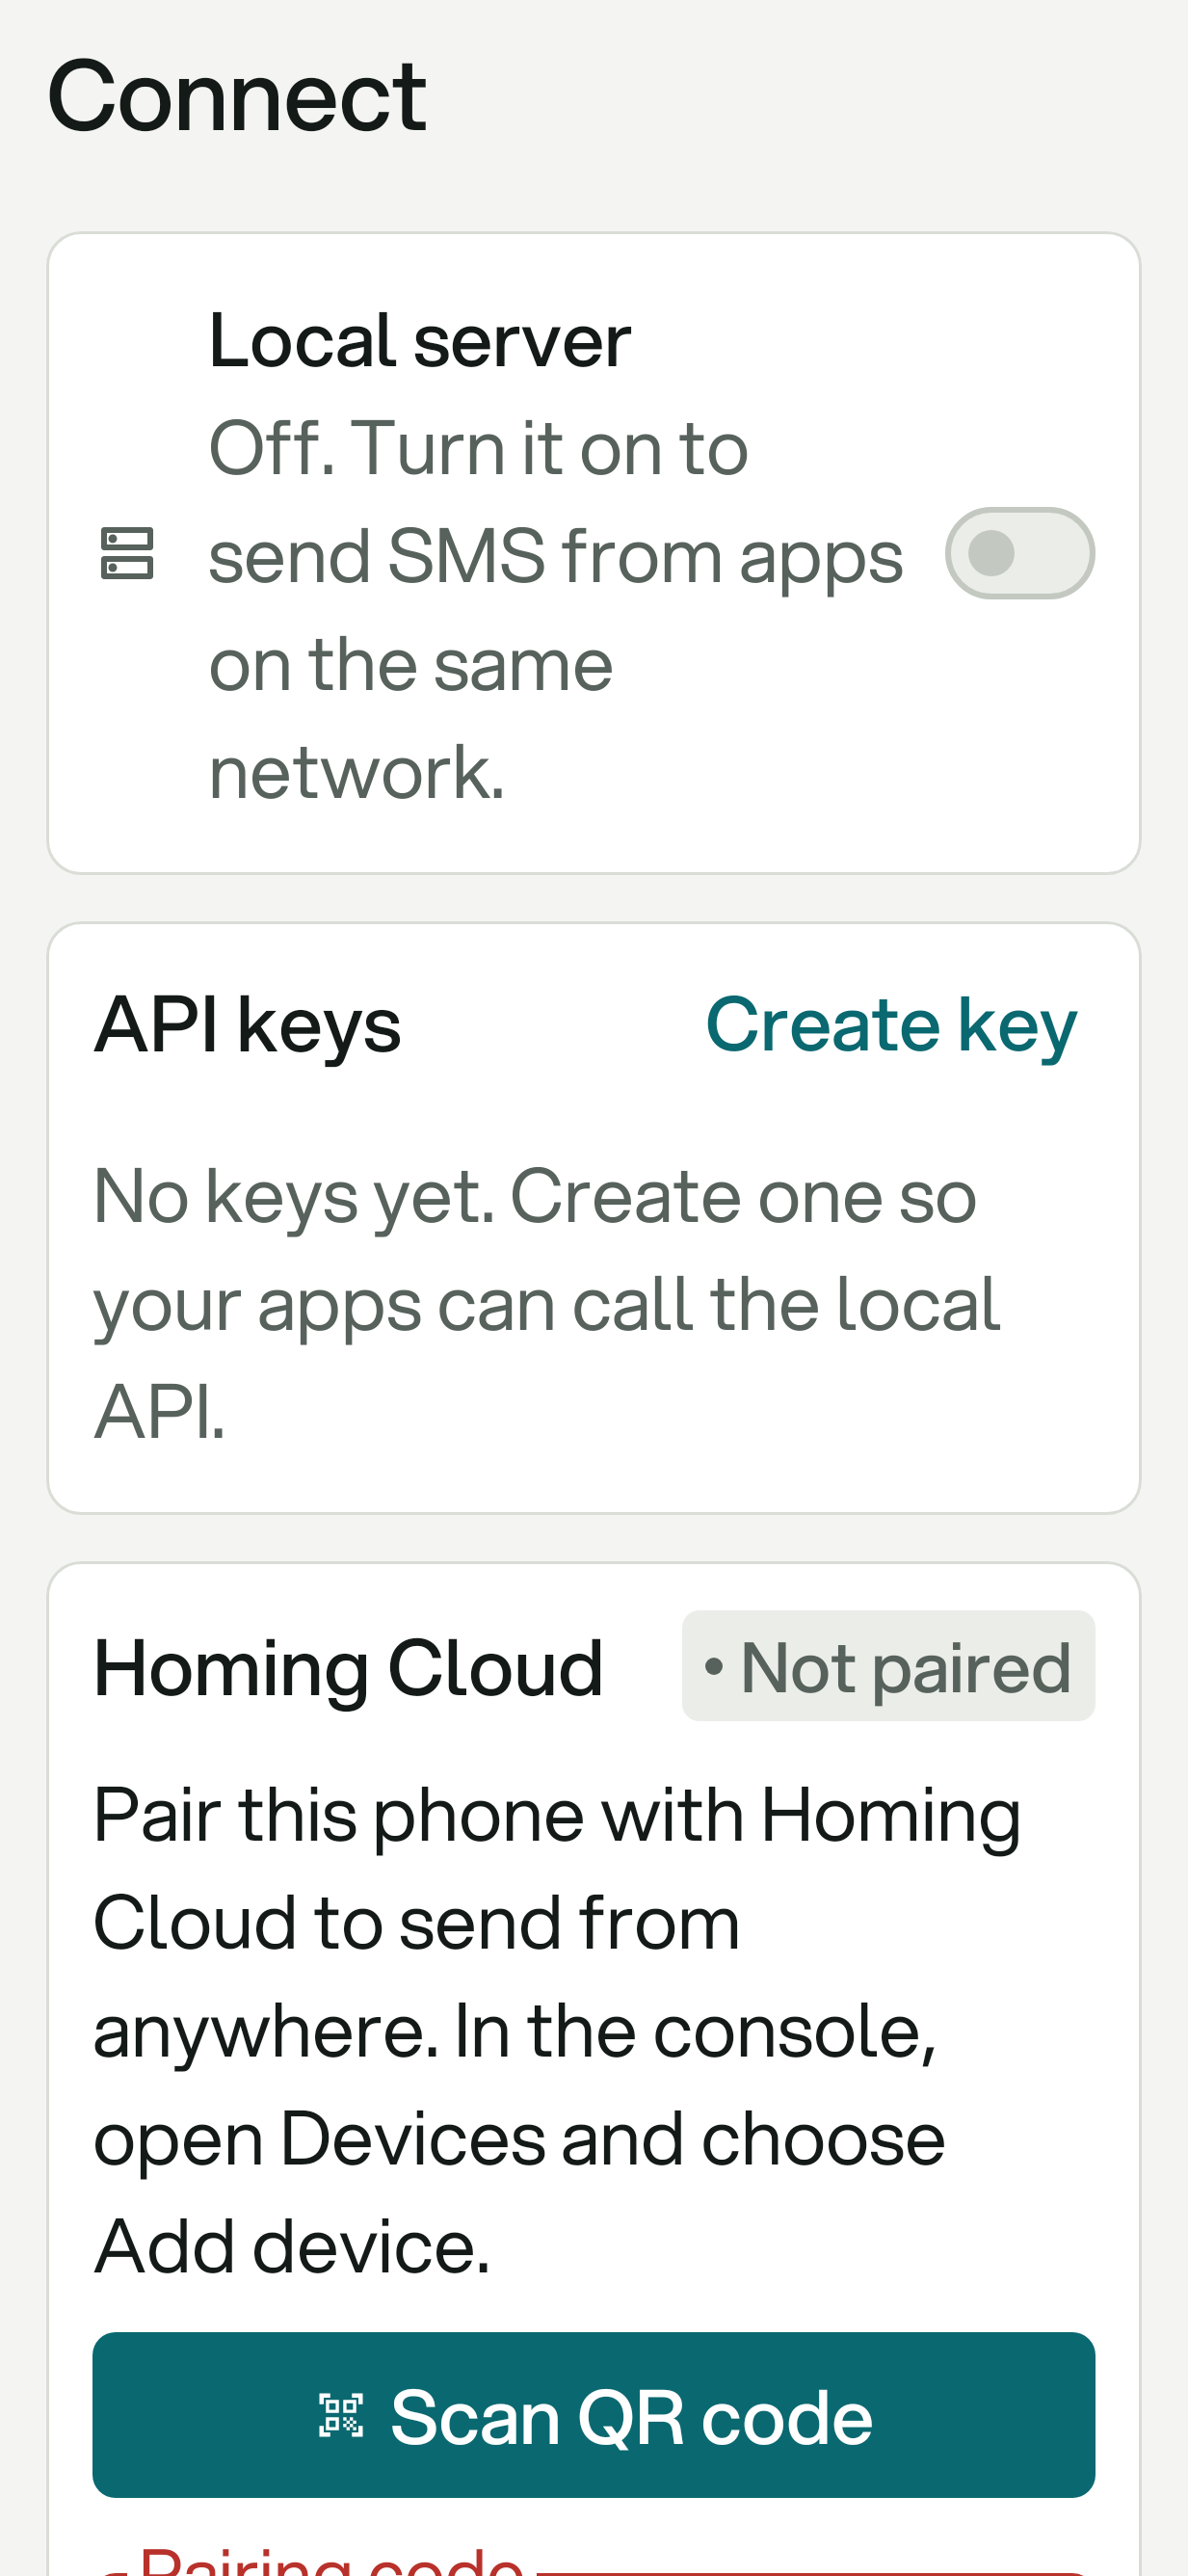 Connect
Local server
Off. Turn it on to
send SMS from apps
on the same
network.
API keys
Create key
No keys yet. Create one so
your apps can call the local
API.
Homing Cloud
• Not paired
Pair this phone with Homing
Cloud to send from
anywhere. In the console,
open Devices and choose
Add device.
Scan QR code
Pairing code